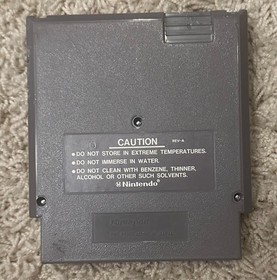 CAUTION REV-A
•DO NOT STORE IN EXTREME TEMPERATURES.
•DO NOT IMMERSE IN WATER.
•DO NOT CLEAN WITH BENZENE, THINNER,
ALCOHOL OR OTHER SUCH SOLVENTS.
Nintendo®